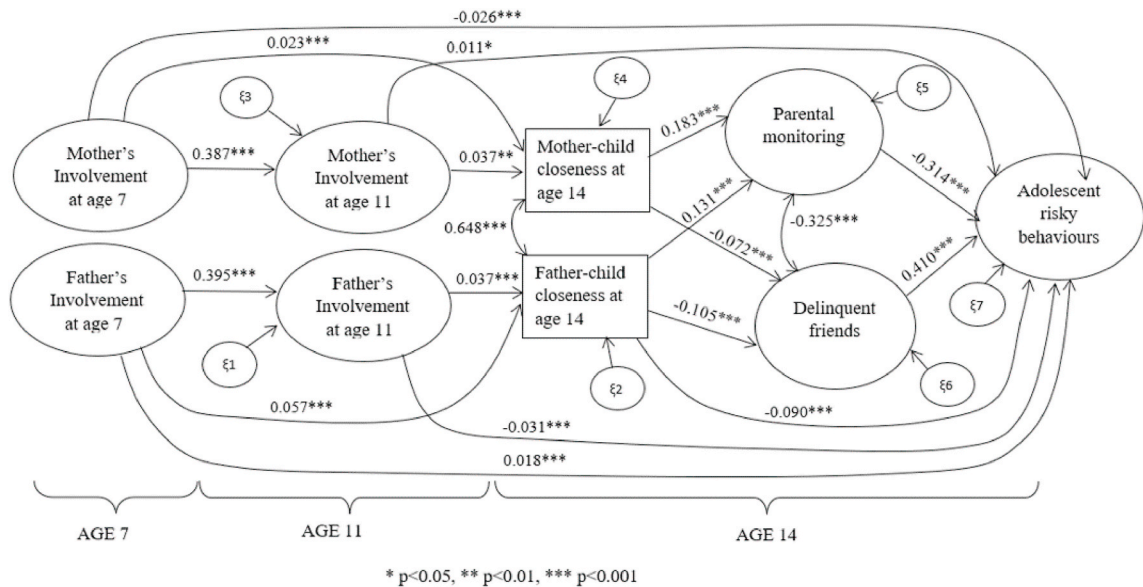 -0.026***
0.023***
0.011*
ξ3
ξ4
ξ5
Mother's
Involvement
at age 7
0.387***
Mother's
Involvement
at age 11
0.037**
Mother-child
closeness at
age 14
0.183***
Parental
monitoring
-0.314***
0.131***
0.648***
-0.072***
-0.325***
Adolescent
risky
behaviours
Father's
Involvement
at age 7
0.395***
Father's
Involvement
at age 11
0.037***
Father-child
closeness at
age 14
-0.105***
Delinquent
friends
0.410***
ξ7
ξ1
ξ2
ξ6
0.057***
-0.090***
-0.031***
0.018***
AGE 7
AGE 11
AGE 14
* p<0.05, ** p<0.01, *** p<0.001